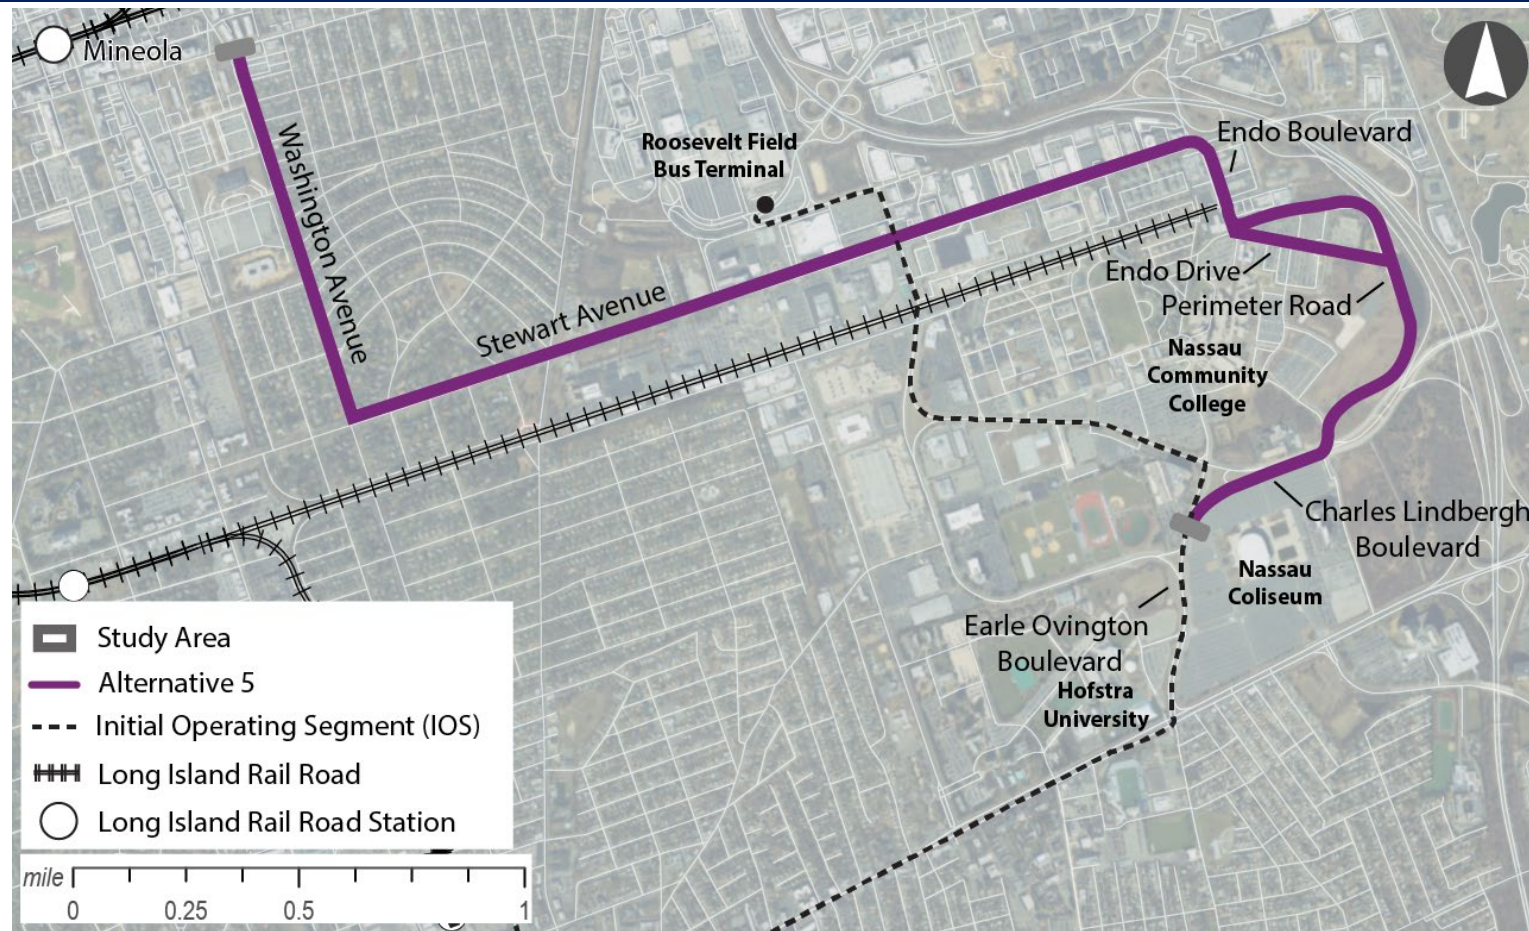 Mineola
Washington Avenue
Roosevelt Field
Bus Terminal
Endo Boulevard
Stewart Avenue
Endo Drive
Perimeter Road
Nassau
Community
College
Charles Lindbergh
Boulevard
Nassau
Coliseum
Earle Ovington
Boulevard
Hofstra
University
Study Area
Alternative 5
Initial Operating Segment (IOS)
Long Island Rail Road
Long Island Rail Road Station
mile
0 0.25 0.5 1